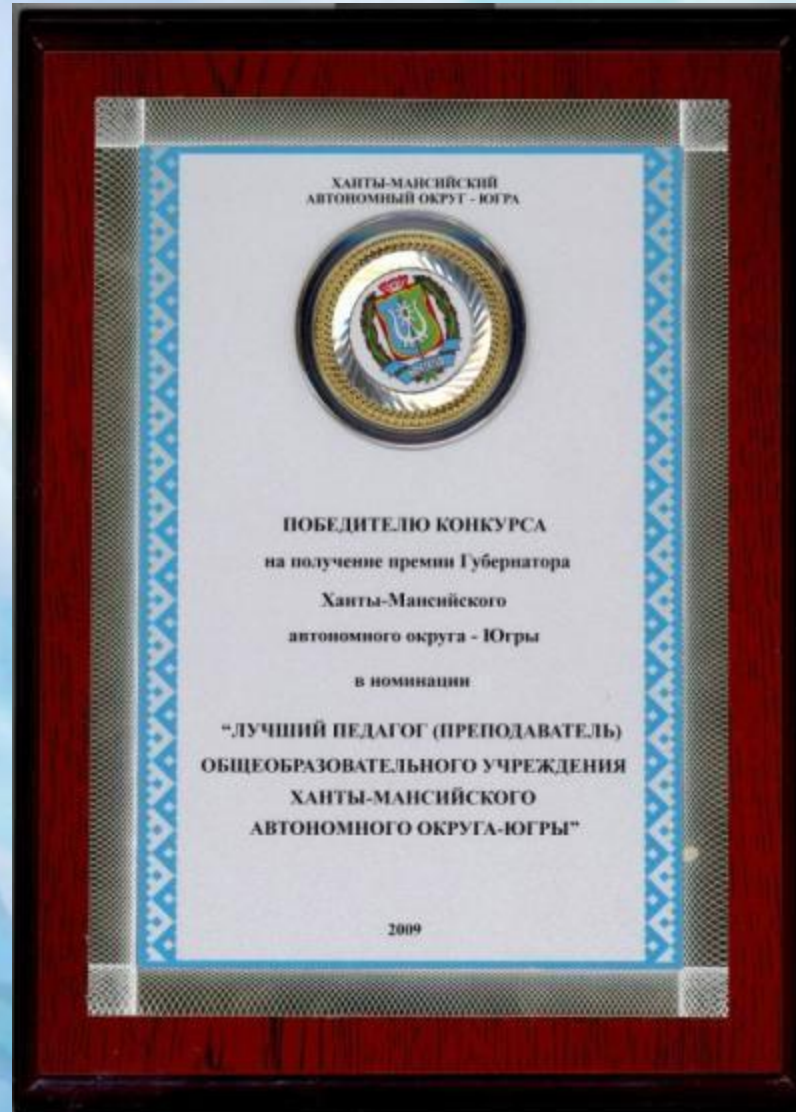 ХАНТЫ-МАНСИЙСКИЙ
АВТОНОМНЫЙ ОКРУГ - ЮГРА
ПОБЕДИТЕЛЮ КОНКУРСА
на получение премии Губернатора
Ханты-Мансийского
автономного округа - Югры
в номинации
“ЛУЧШИЙ ПЕДАГОГ (ПРЕПОДАВАТЕЛЬ)
ОБЩЕОБРАЗОВАТЕЛЬНОГО УЧРЕЖДЕНИЯ
ХАНТЫ-МАНСИЙСКОГО
АВТОНОМНОГО ОКРУГА-ЮГРЫ”
2009